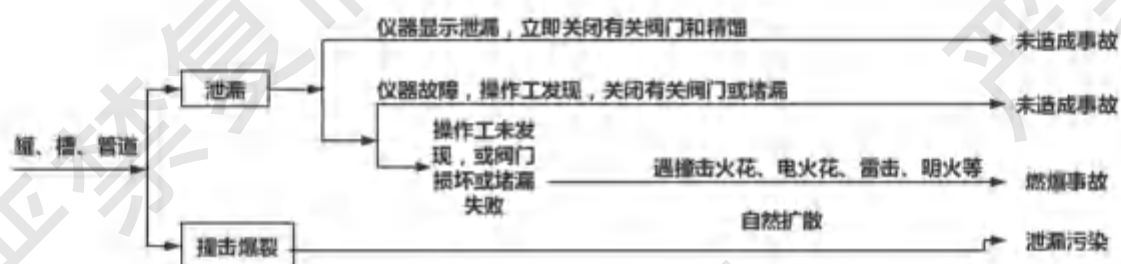 仪器显示泄漏，立即关闭有关阀门和精馏
未造成事故
泄漏
仪器故障，操作工发现，关闭有关阀门或堵漏
未造成事故
罐、槽、管道
操作工未发
现，或阀门
损坏或堵漏
失败
遇撞击火花、电火花、雷击、明火等
燃爆事故
自然扩散
撞击爆裂
泄漏污染
严禁复
严